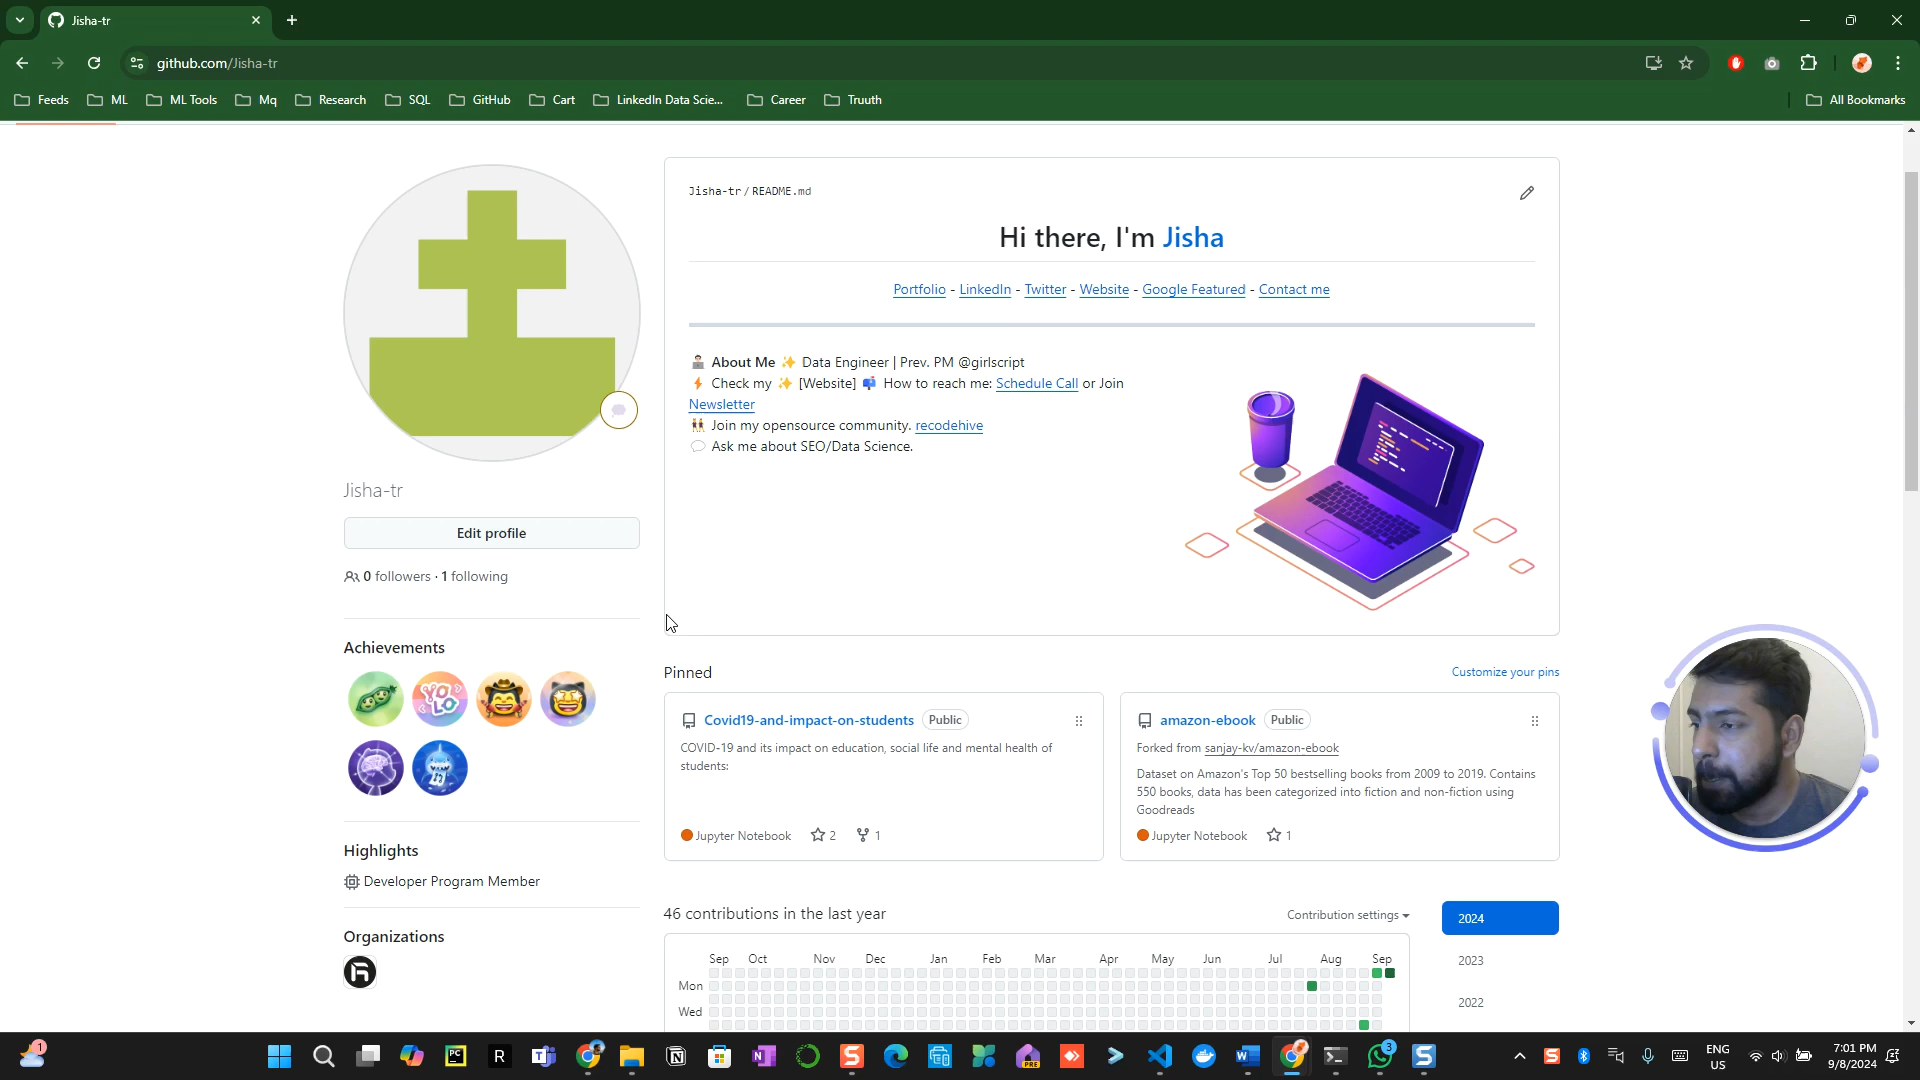 Jisha-tr
github.com/Jisha-tr
Feeds ML ML Tools Mq Research SQL GitHub Cart LinkedIn Data Scie... Career Truuth All Bookmarks
Jisha-tr / README.md
Hi there, I'm Jisha
Portfolio - LinkedIn - Twitter - Website - Google Featured - Contact me
About Me ✨ Data Engineer | Prev. PM @girlscript
⚡ Check my ✨ [Website] 📫 How to reach me: Schedule Call or Join
Newsletter
👯 Join my opensource community. recodehive
💬 Ask me about SEO/Data Science.
Jisha-tr
Edit profile
0 followers · 1 following
Achievements
YOLO
Highlights
Developer Program Member
Organizations
Pinned
Customize your pins
Covid19-and-impact-on-students Public
COVID-19 and its impact on education, social life and mental health of
students:
Jupyter Notebook 2 1
amazon-ebook Public
Forked from sanjay-kv/amazon-ebook
Dataset on Amazon's Top 50 bestselling books from 2009 to 2019. Contains
550 books, data has been categorized into fiction and non-fiction using
Goodreads
Jupyter Notebook 1
46 contributions in the last year
Contribution settings
2024
2023
2022
Sep Oct Nov Dec Jan Feb Mar Apr May Jun Jul Aug Sep
Mon
Wed
1
PC
R
PRE
3
ENG
US
7:01 PM
9/8/2024